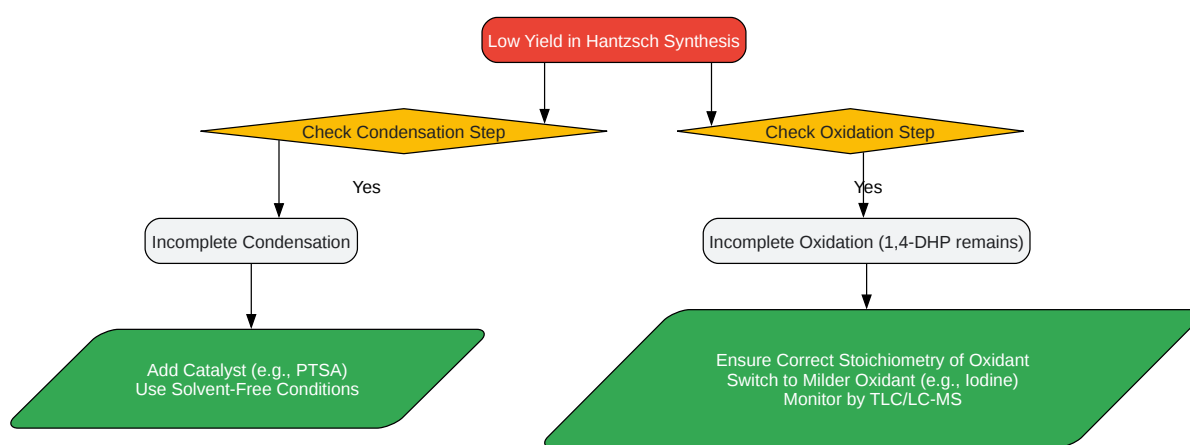 Low Yield in Hantzsch Synthesis
Check Condensation Step
Check Oxidation Step
Yes
Yes
Incomplete Condensation
Incomplete Oxidation (1,4-DHP remains)
Add Catalyst (e.g., PTSA)
Use Solvent-Free Conditions
Ensure Correct Stoichiometry of Oxidant
Switch to Milder Oxidant (e.g., Iodine)
Monitor by TLC/LC-MS